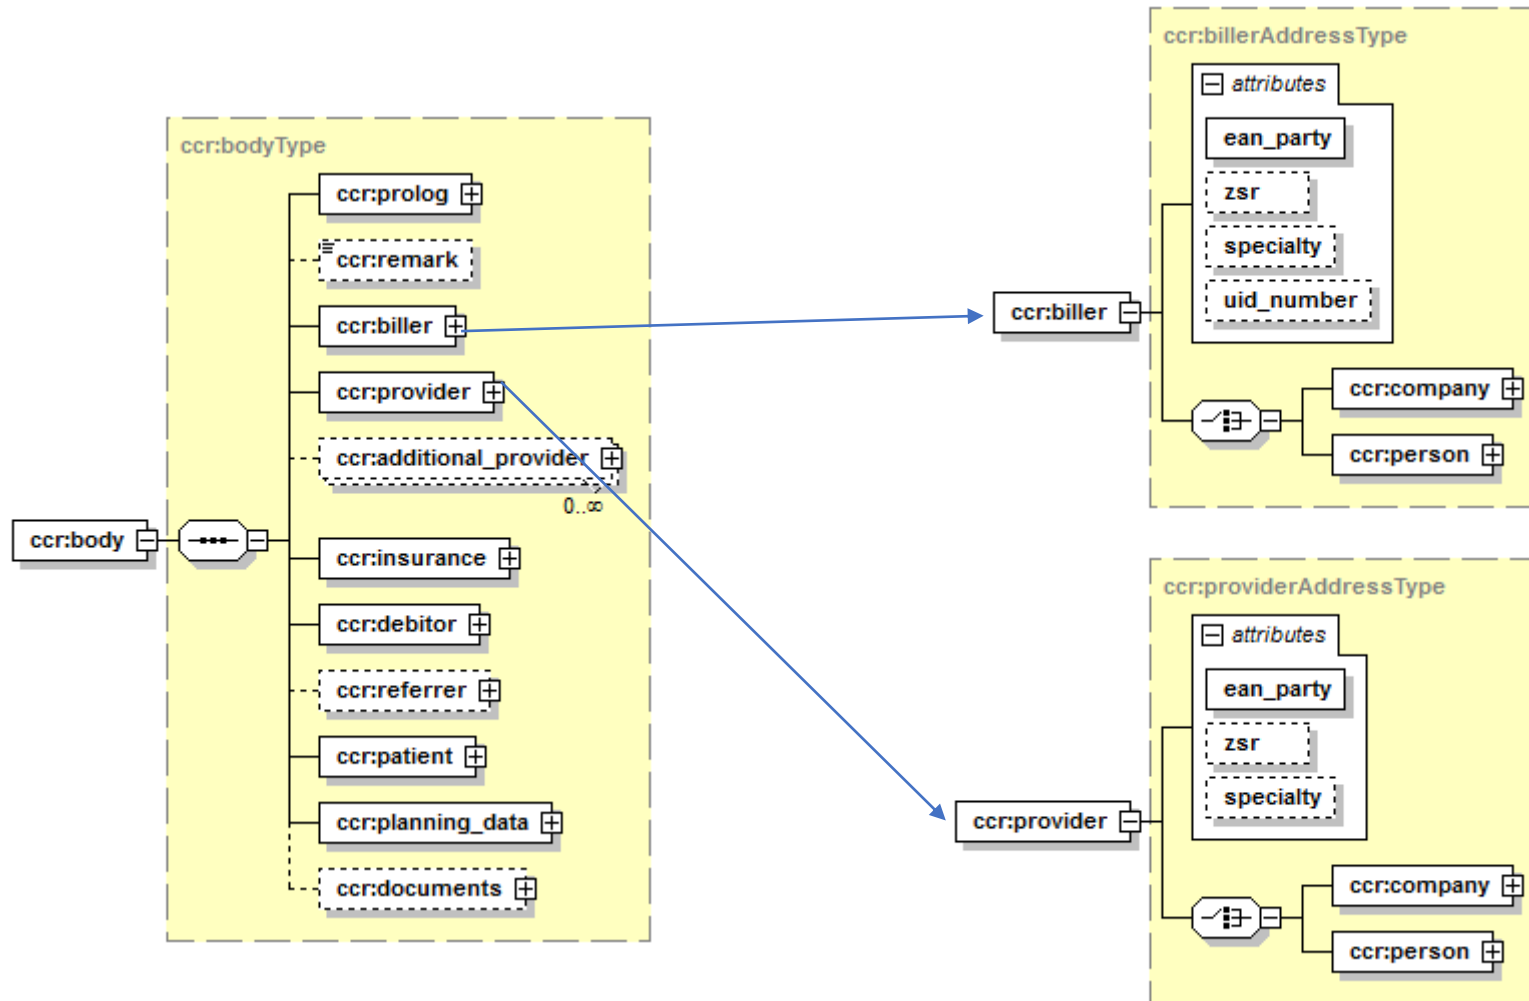 ccr:body
ccr:bodyType
ccr:prolog
ccr:remark
ccr:biller
ccr:provider
ccr:additional_provider
0..∞
ccr:insurance
ccr:debitor
ccr:referrer
ccr:patient
ccr:planning_data
ccr:documents
ccr:biller
ccr:billerAddressType
attributes
ean_party
zsr
specialty
uid_number
ccr:company
ccr:person
ccr:provider
ccr:providerAddressType
attributes
ean_party
zsr
specialty
ccr:company
ccr:person